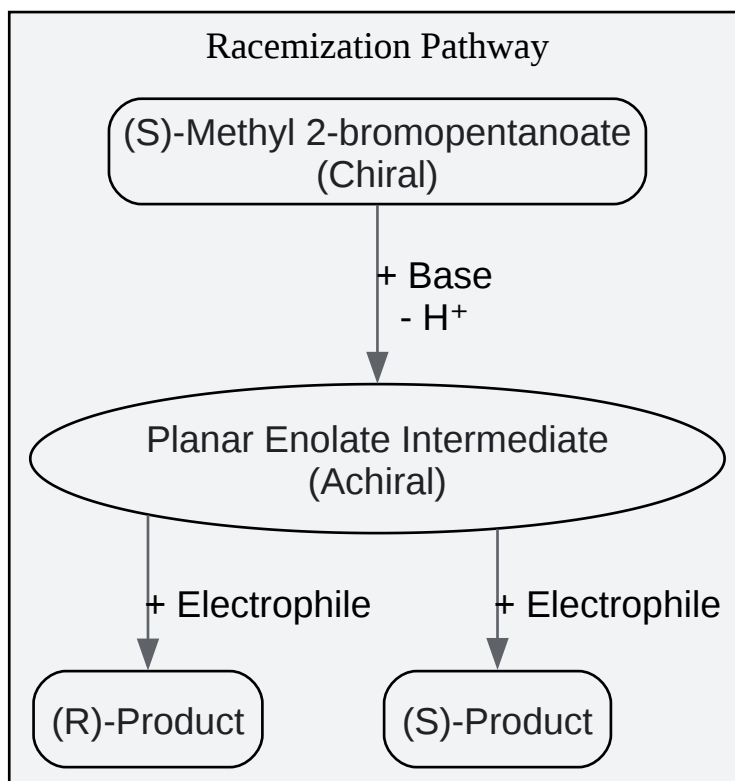 Racemization Pathway
(S)-Methyl 2-bromopentanoate
(Chiral)
+ Base
- H⁺
Planar Enolate Intermediate
(Achiral)
+ Electrophile
+ Electrophile
(R)-Product
(S)-Product